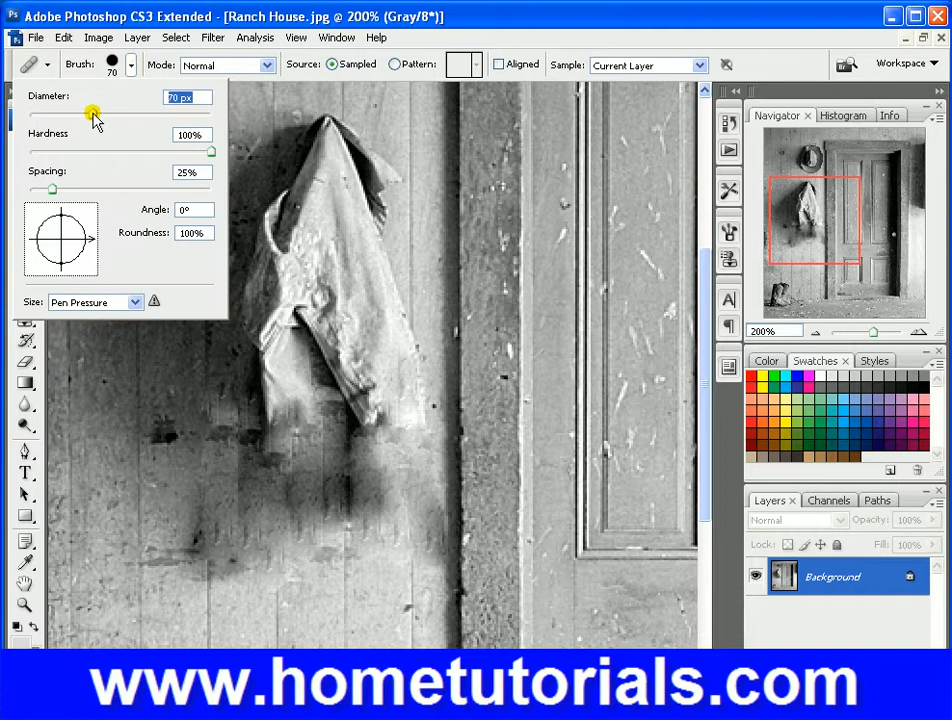 Adobe Photoshop CS3 Extended - [Ranch House.jpg @ 200% (Gray/8*)]
File Edit Image Layer Select Filter Analysis View Window Help
Brush: 70 Mode: Normal Source: Sampled Pattern: Aligned Sample: Current Layer Workspace
Diameter: 70 px
Hardness 100%
Spacing: 25%
Angle: 0°
Roundness: 100%
Size: Pen Pressure
Navigator × Histogram Info
200%
Color Swatches × Styles
Layers × Channels Paths
Normal Opacity: 100%
Lock: Fill: 100%
Background
www.hometutorials.com